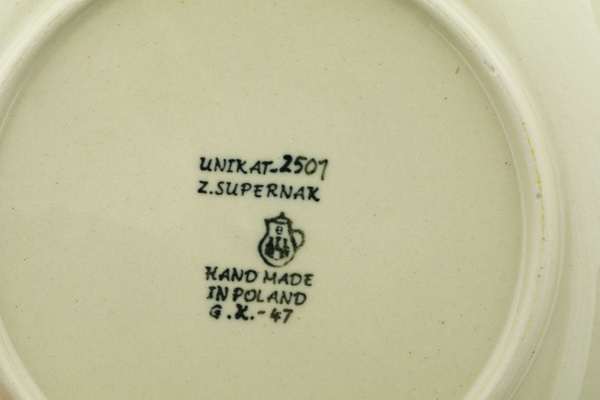 UNIKAT-2507
Z.SUPERNAK
e
HAND MADE
IN POLAND
G.K.-47